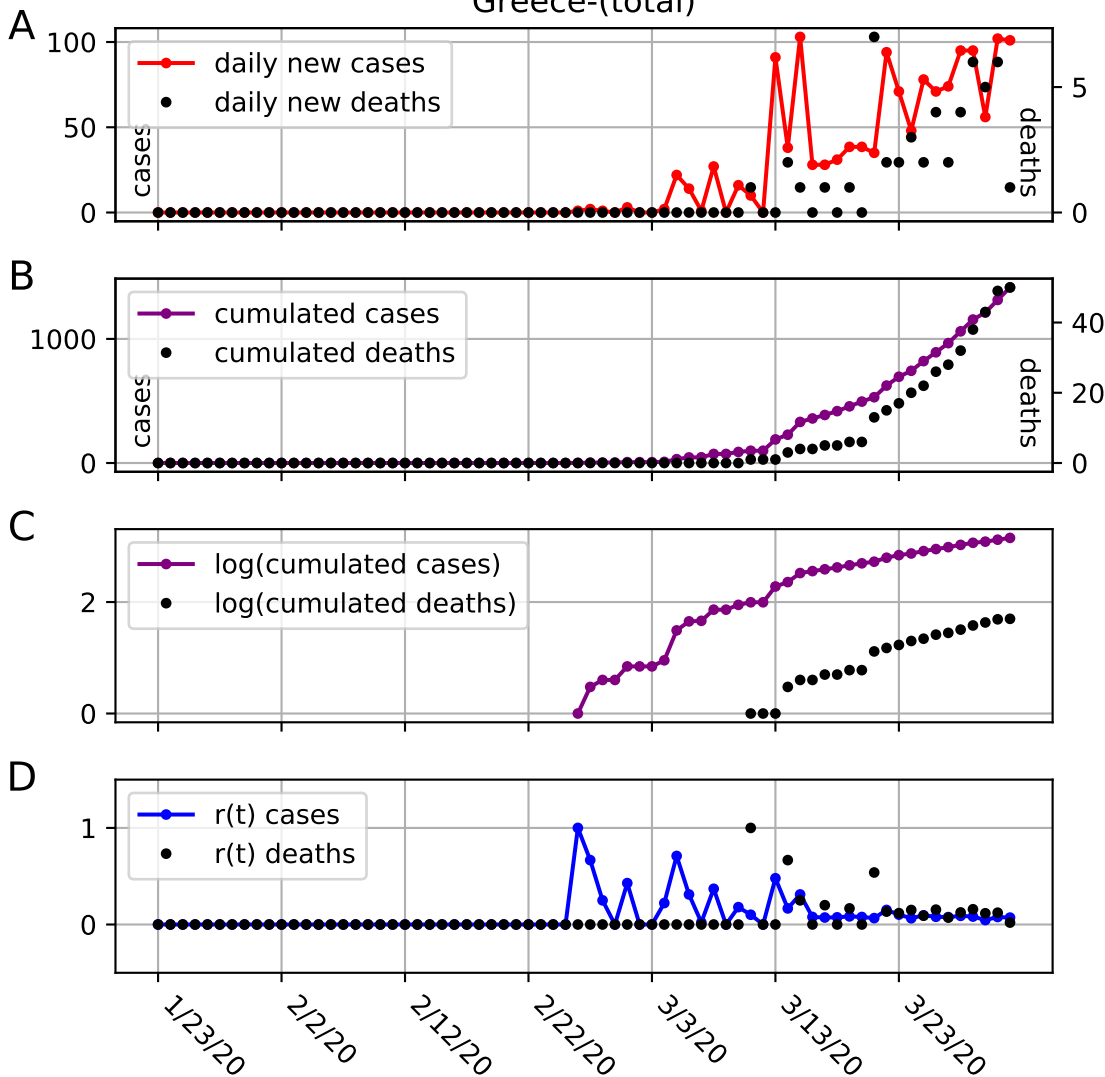 Greece-(total)
A
100
50
0
cases
daily new cases
daily new deaths
5
0
deaths
B
1000
0
cases
cumulated cases
cumulated deaths
40
20
0
deaths
C
2
0
log(cumulated cases)
log(cumulated deaths)
D
1
0
r(t) cases
r(t) deaths
1/23/20
2/2/20
2/12/20
2/22/20
3/3/20
3/13/20
3/23/20